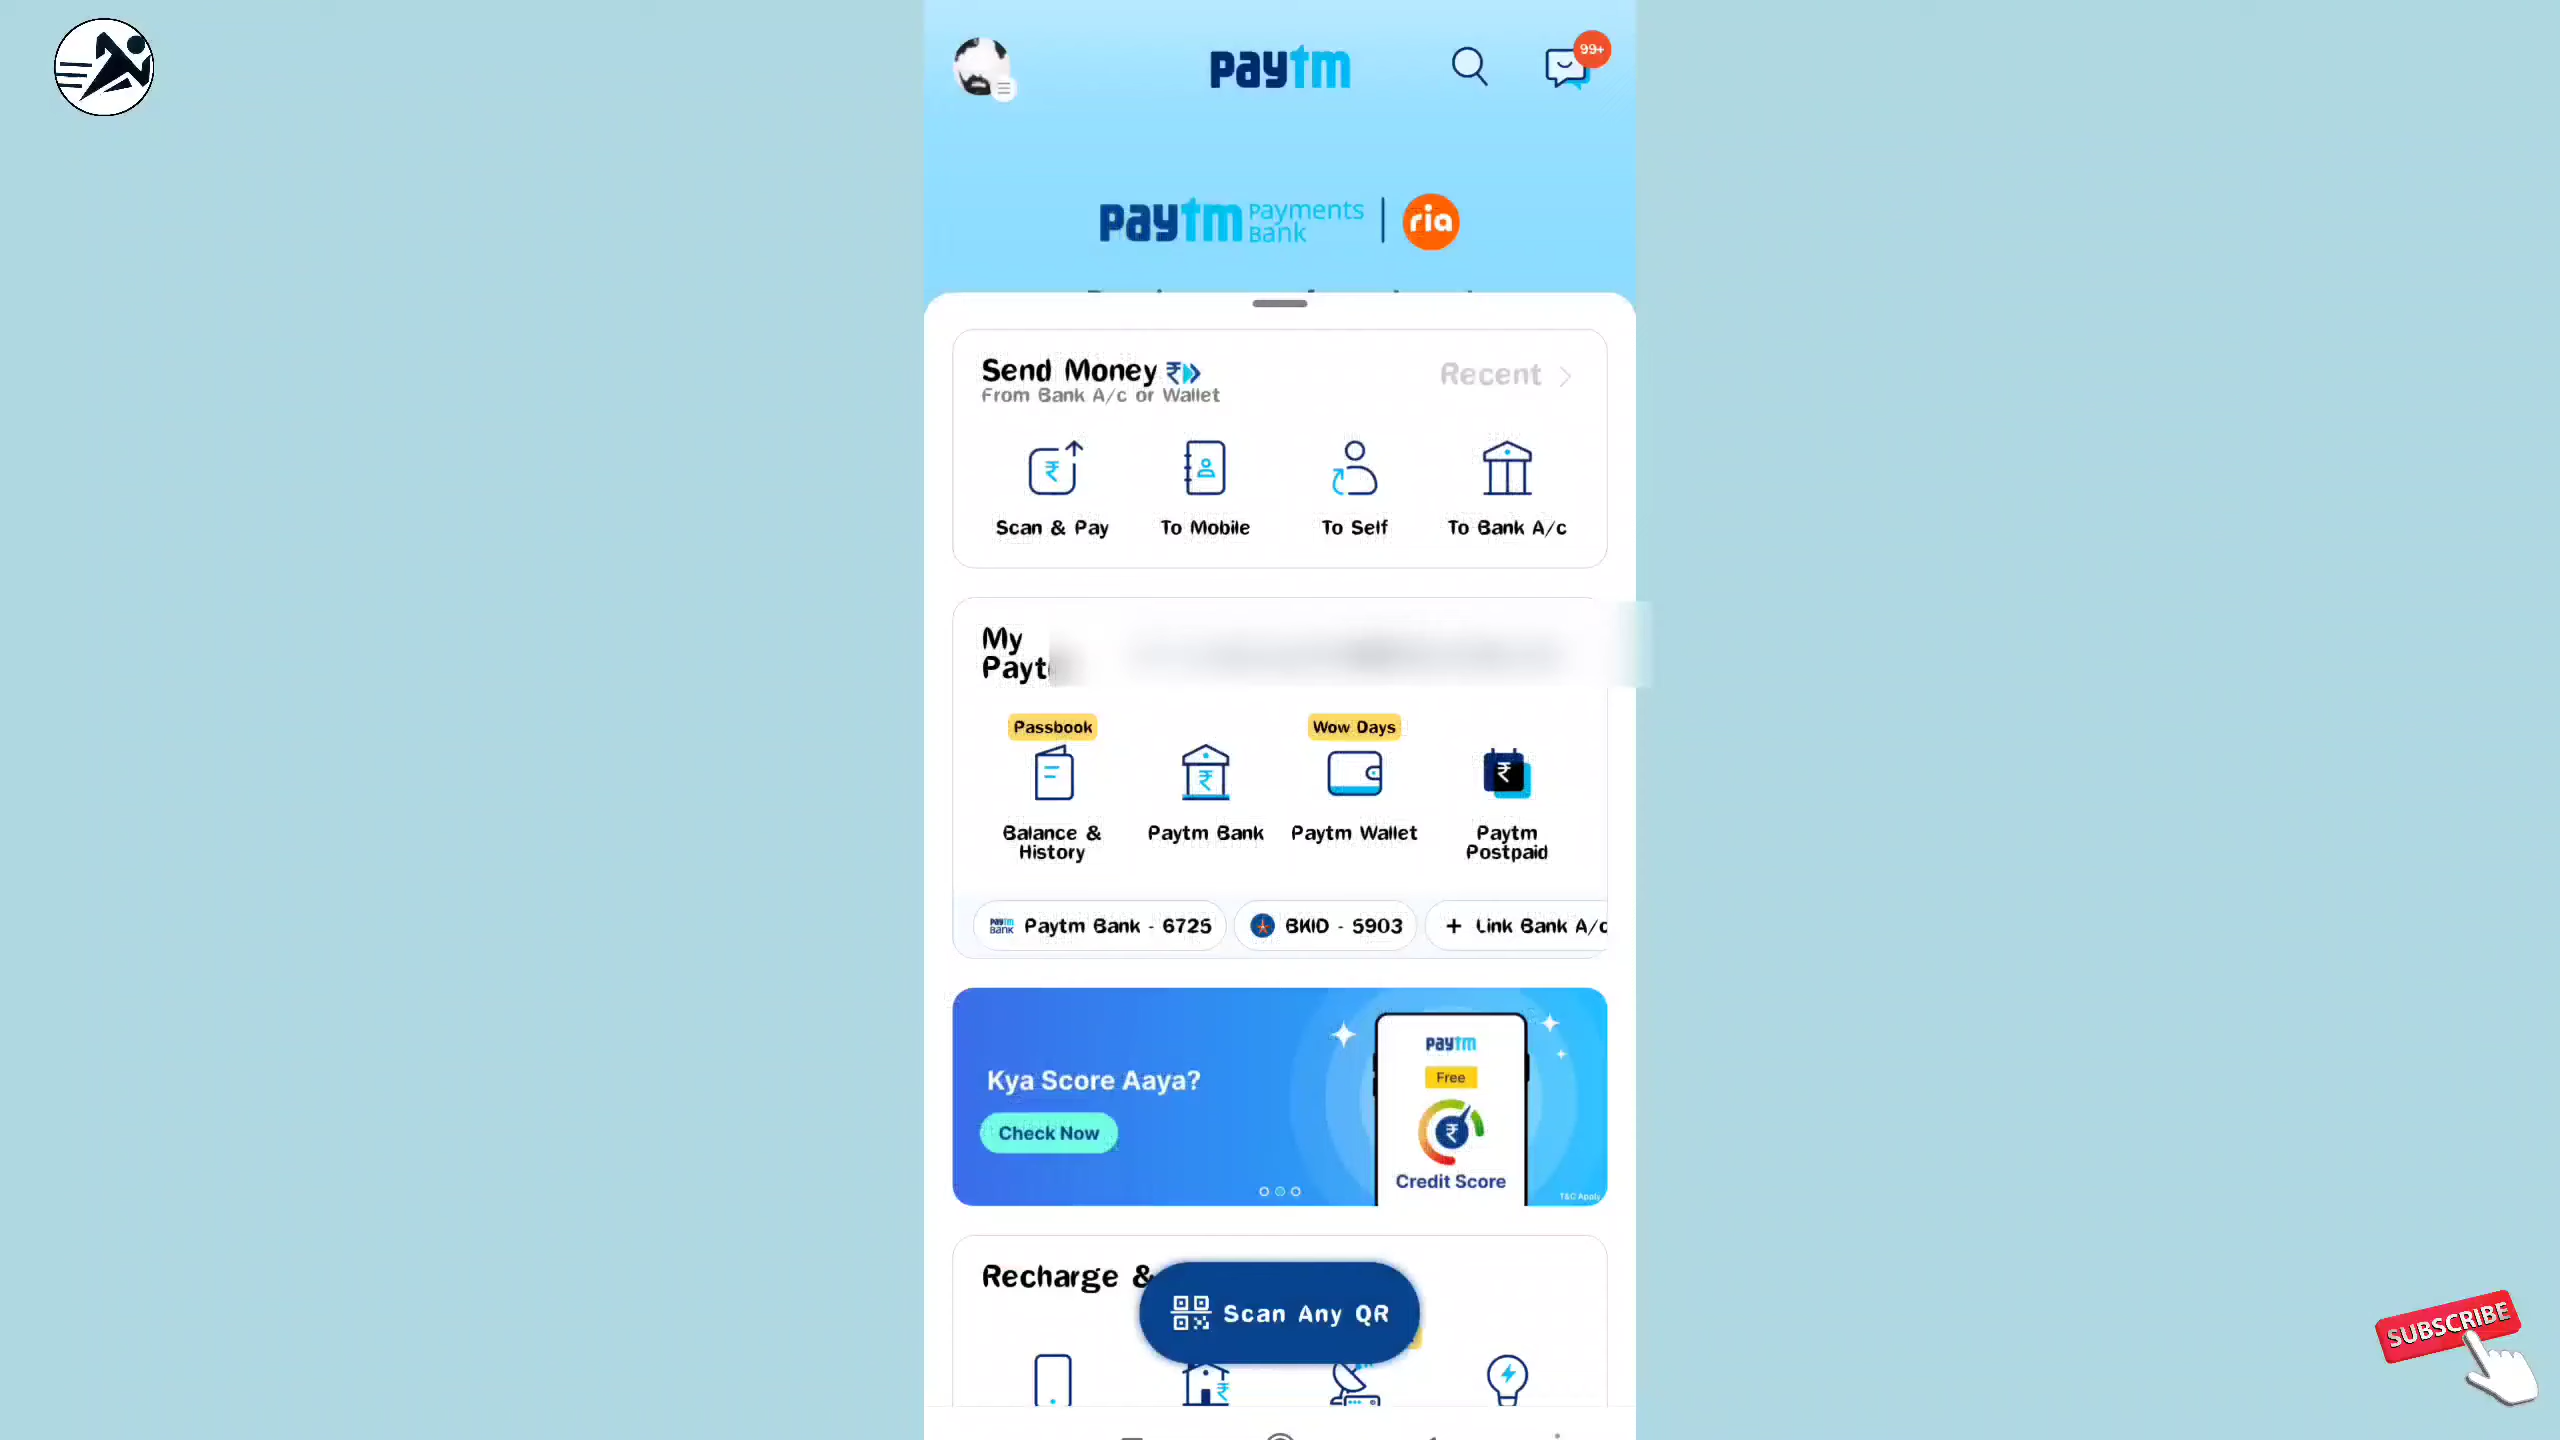 paytm
99+
paytm Payments Bank | ria
Send Money
Recent
From Bank A/c or Wallet
Scan & Pay
To Mobile
To Self
To Bank A/c
My
Payt
Passbook
Wow Days
Balance & History
Paytm Bank
Paytm Wallet
Paytm Postpaid
Paytm Bank - 6725
BKID - 5903
+ Link Bank A/c
Kya Score Aaya?
Check Now
paytm
Free
Credit Score
T&C Apply
Recharge &
Scan Any QR
SUBSCRIBE